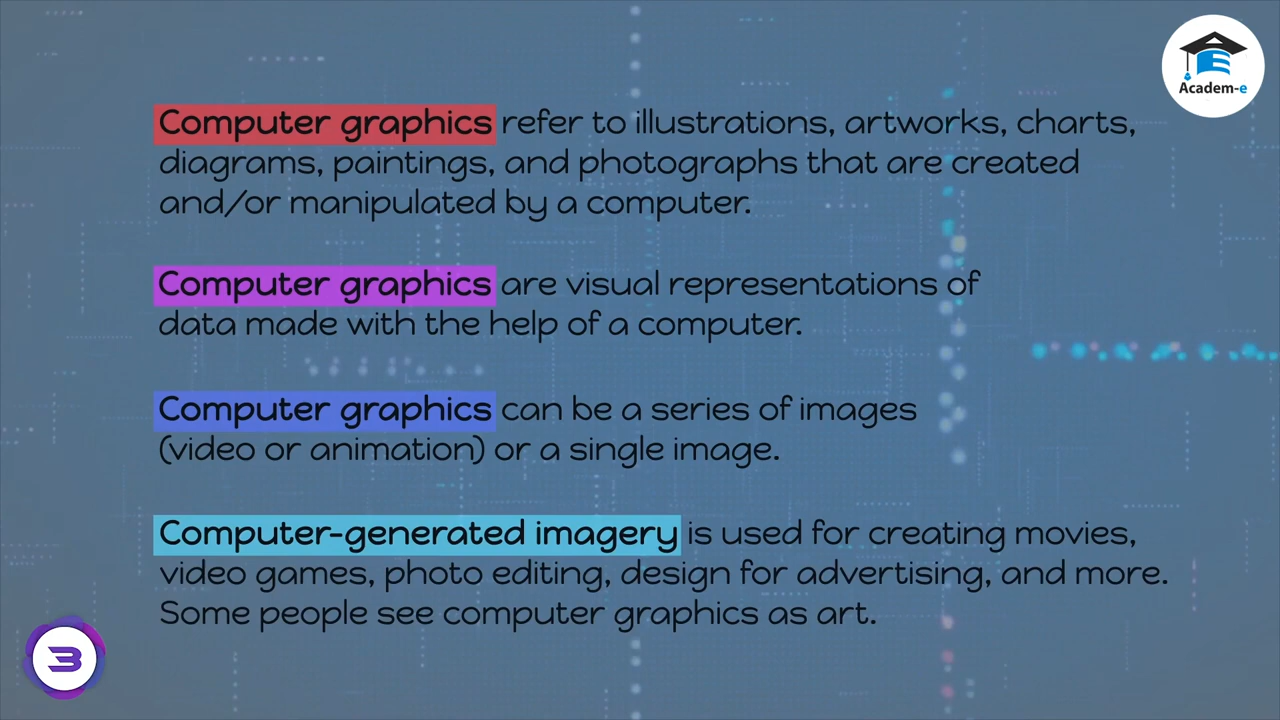 Academ-e
Computer graphics refer to illustrations, artworks, charts,
diagrams, paintings, and photographs that are created
and/or manipulated by a computer.
Computer graphics are visual representations of
data made with the help of a computer.
Computer graphics can be a series of images
(video or animation) or a single image.
Computer-generated imagery is used for creating movies,
video games, photo editing, design for advertising, and more.
Some people see computer graphics as art.
3